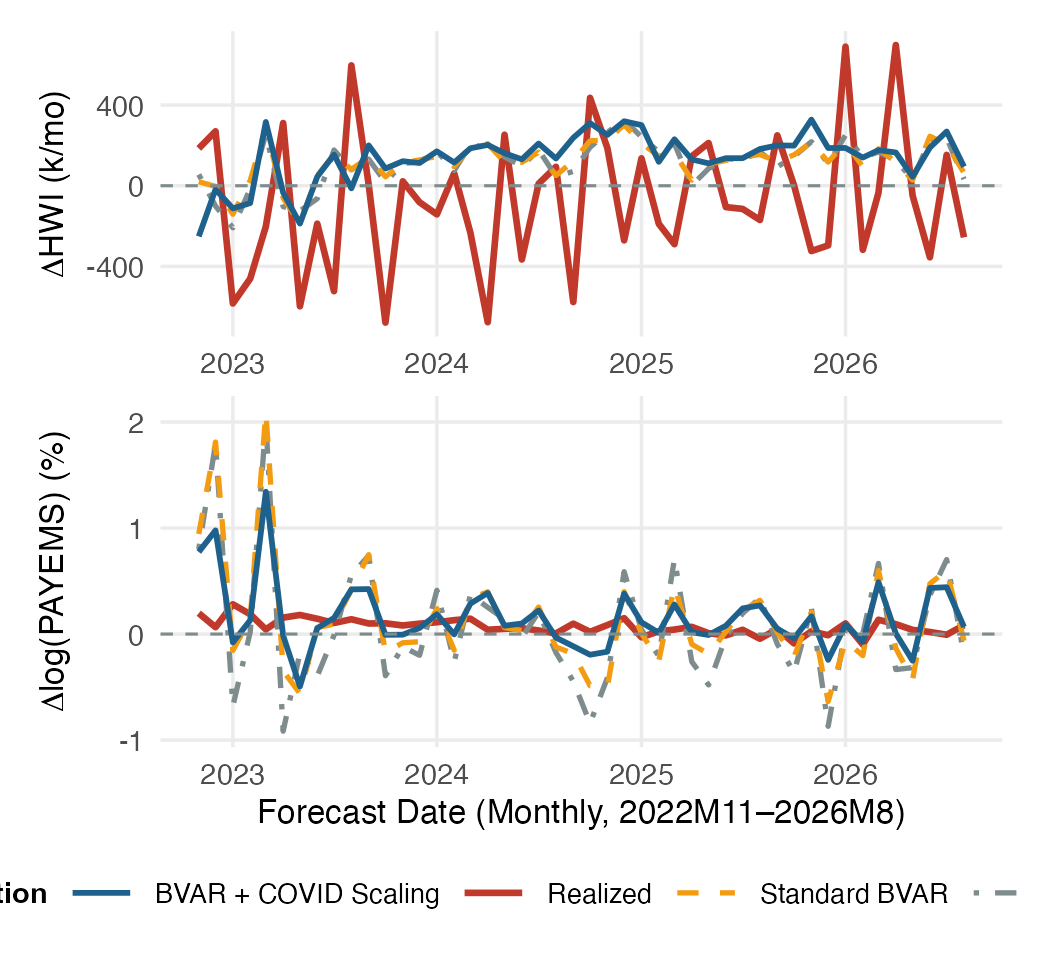 ΔHWI (k/mo)
400
0
-400
2023 2024 2025 2026
Δlog(PAYEMS) (%)
2
1
0
-1
2023 2024 2025 2026
Forecast Date (Monthly, 2022M11–2026M8)
tion BVAR + COVID Scaling Realized Standard BVAR